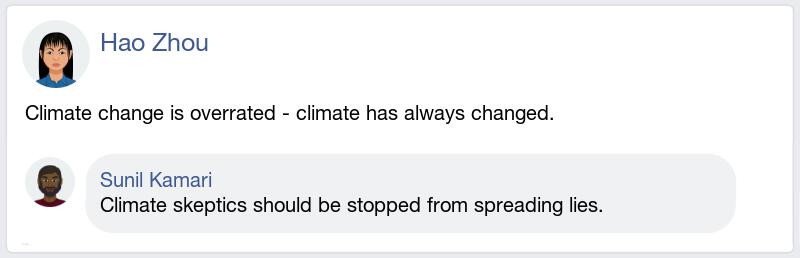 Hao Zhou
Climate change is overrated - climate has always changed.
Sunil Kamari
Climate skeptics should be stopped from spreading lies.